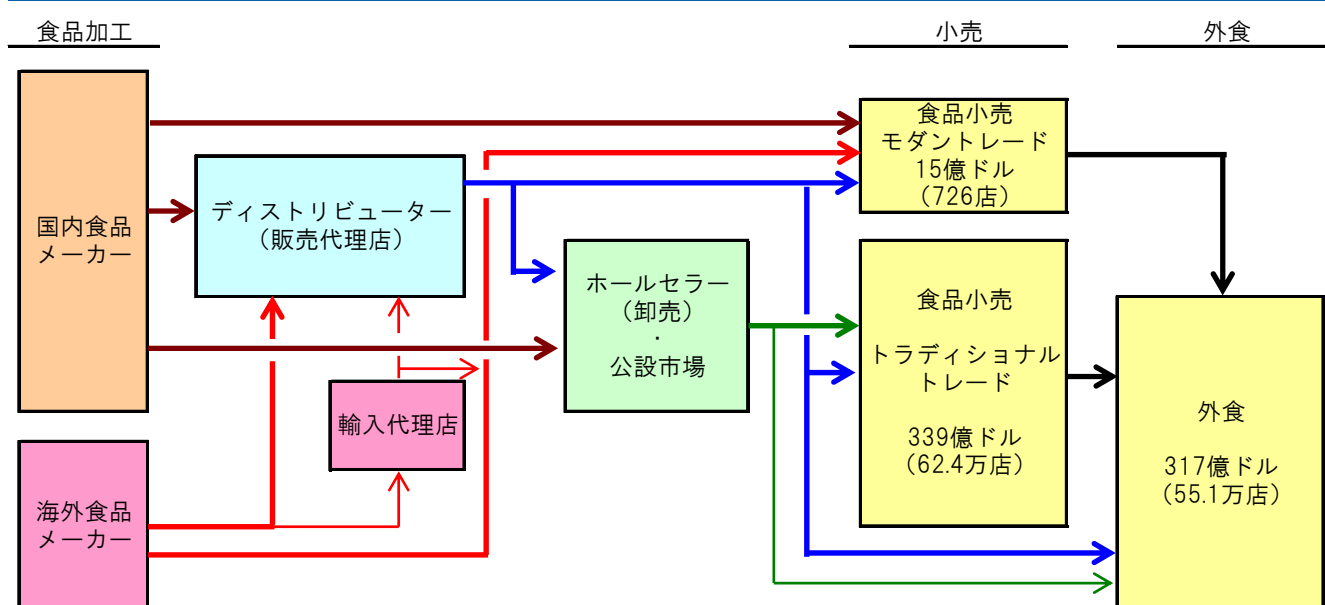 食品加工
小売
外食
国内食品
メーカー
海外食品
メーカー
ディストリビューター
（販売代理店）
輸入代理店
ホールセラー
（卸売）
・
公設市場
食品小売
モダントレード
15億ドル
（726店）
食品小売
トラディショナル
トレード
339億ドル
（62.4万店）
外食
317億ドル
（55.1万店）